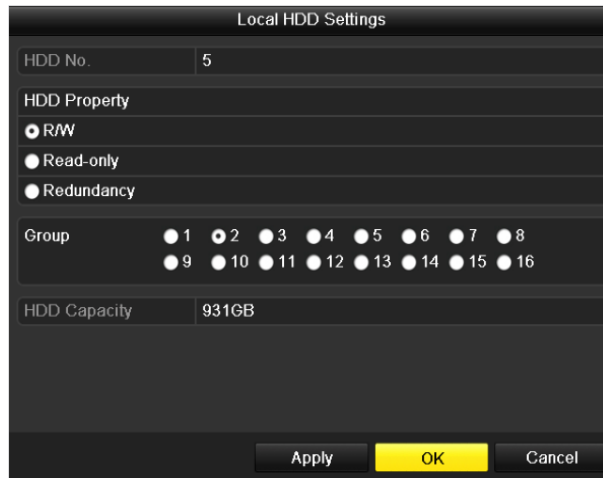 Local HDD Settings
HDD No. 5
HDD Property
R/W
Read-only
Redundancy
Group 1 2 3 4 5 6 7 8
9 10 11 12 13 14 15 16
HDD Capacity 931GB
Apply OK Cancel